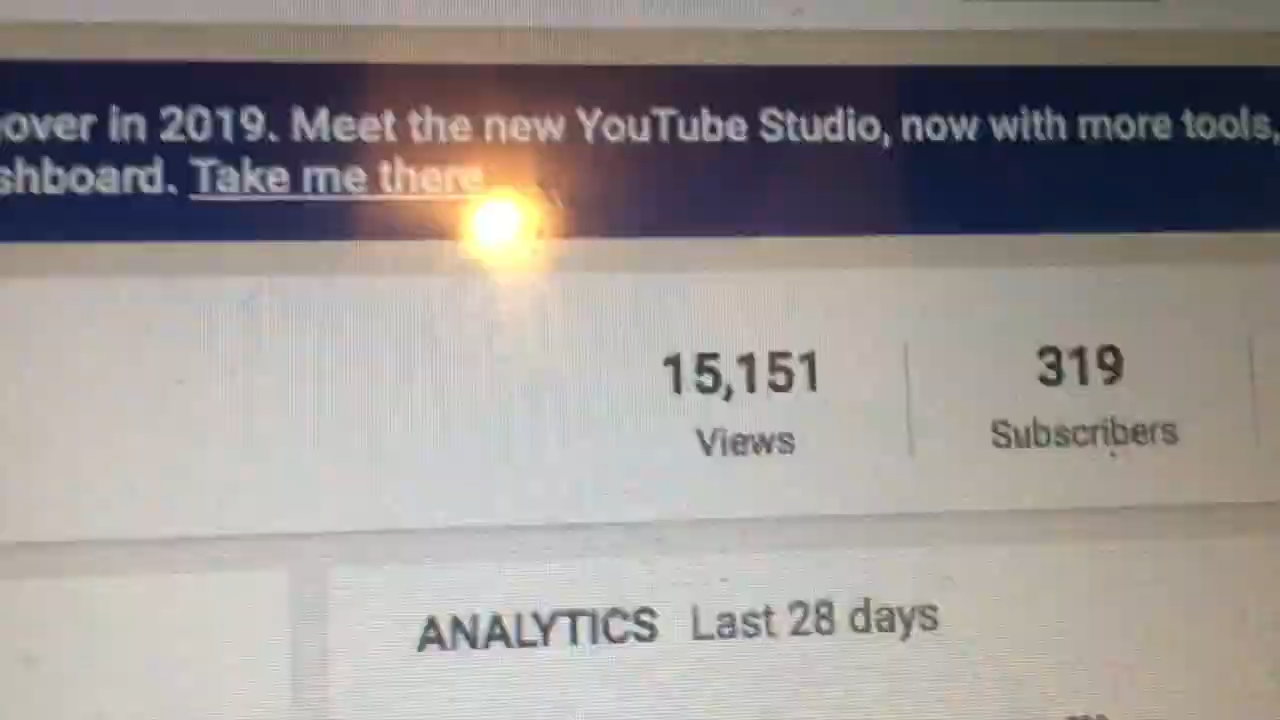 over in 2019. Meet the new YouTube Studio, now with more tools,
shboard. Take me there
15,151
319
Views
Subscribers
ANALYTICS Last 28 days